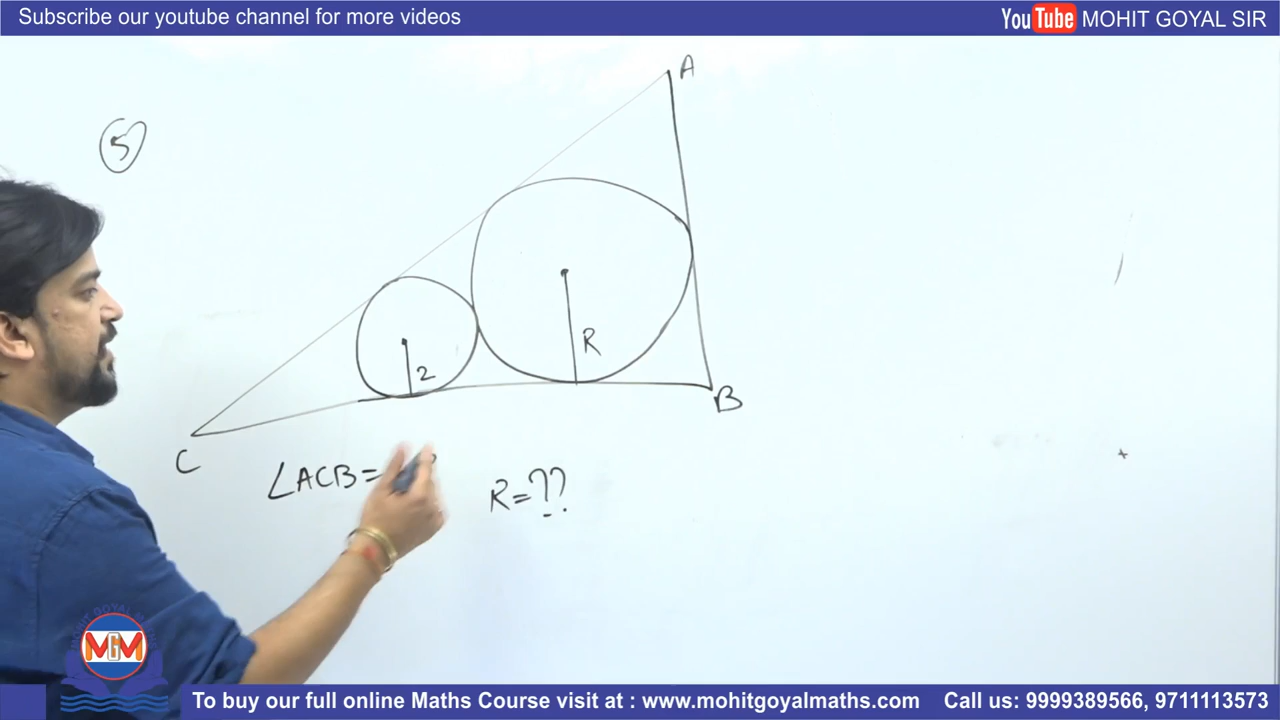 Subscribe our youtube channel for more videos
YouTube MOHIT GOYAL SIR
5
A
R
2
B
C
∠ACB=
R=??
MGM
To buy our full online Maths Course visit at : www.mohitgoyalmaths.com Call us: 9999389566, 9711113573